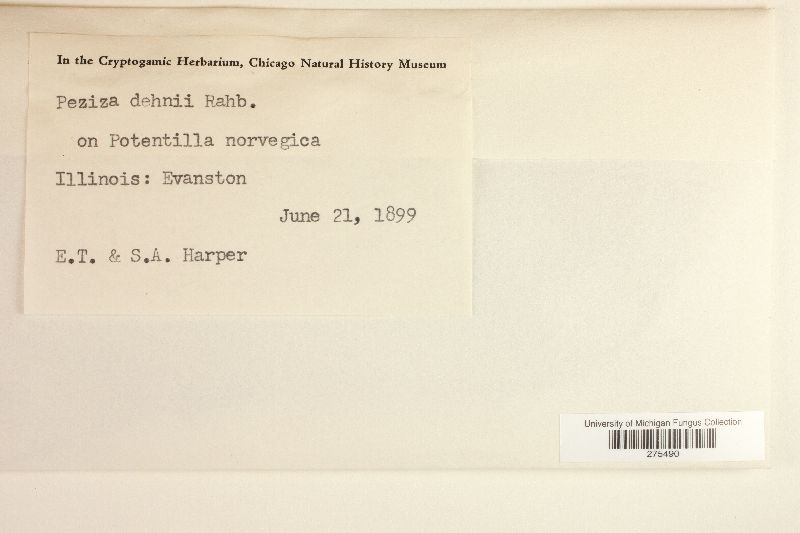 In the Cryptogamic Herbarium, Chicago Natural History Museum
Peziza dehnii Rahb.
on Potentilla norvegica
Illinois: Evanston
June 21, 1899
E.T. & S.A. Harper
University of Michigan Fungus Collection
275490